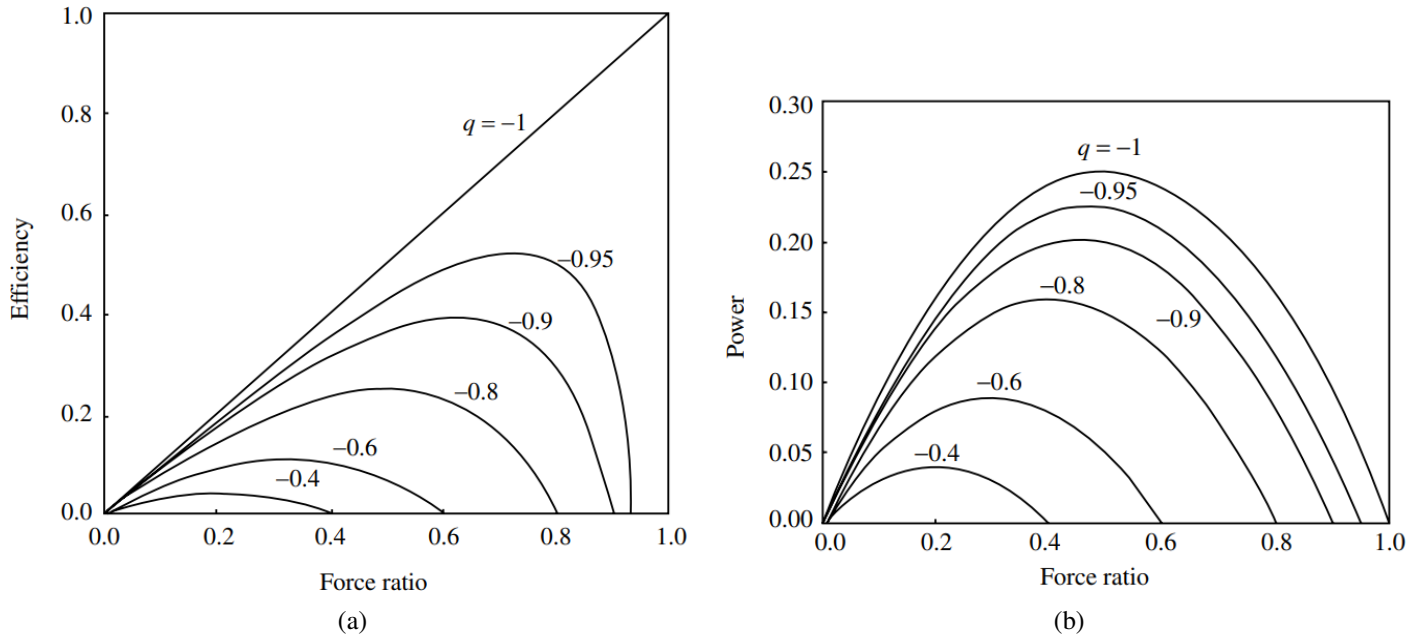 1.0
0.8
0.6
0.4
0.2
0.0
Efficiency
q = –1
–0.95
–0.9
–0.8
–0.6
–0.4
0.0 0.2 0.4 0.6 0.8 1.0
Force ratio
(a)
0.30
0.25
0.20
0.15
0.10
0.05
0.00
Power
q = –1
–0.95
–0.8
–0.9
–0.6
–0.4
0.0 0.2 0.4 0.6 0.8 1.0
Force ratio
(b)